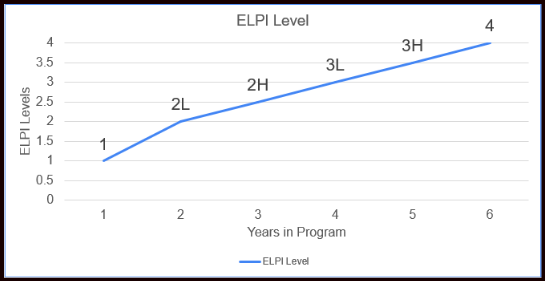 ELPI Level
4
3.5
3
2.5
2
1.5
1
0.5
0
ELPI Levels
1
2L
2H
3L
3H
4
1 2 3 4 5 6
Years in Program
ELPI Level